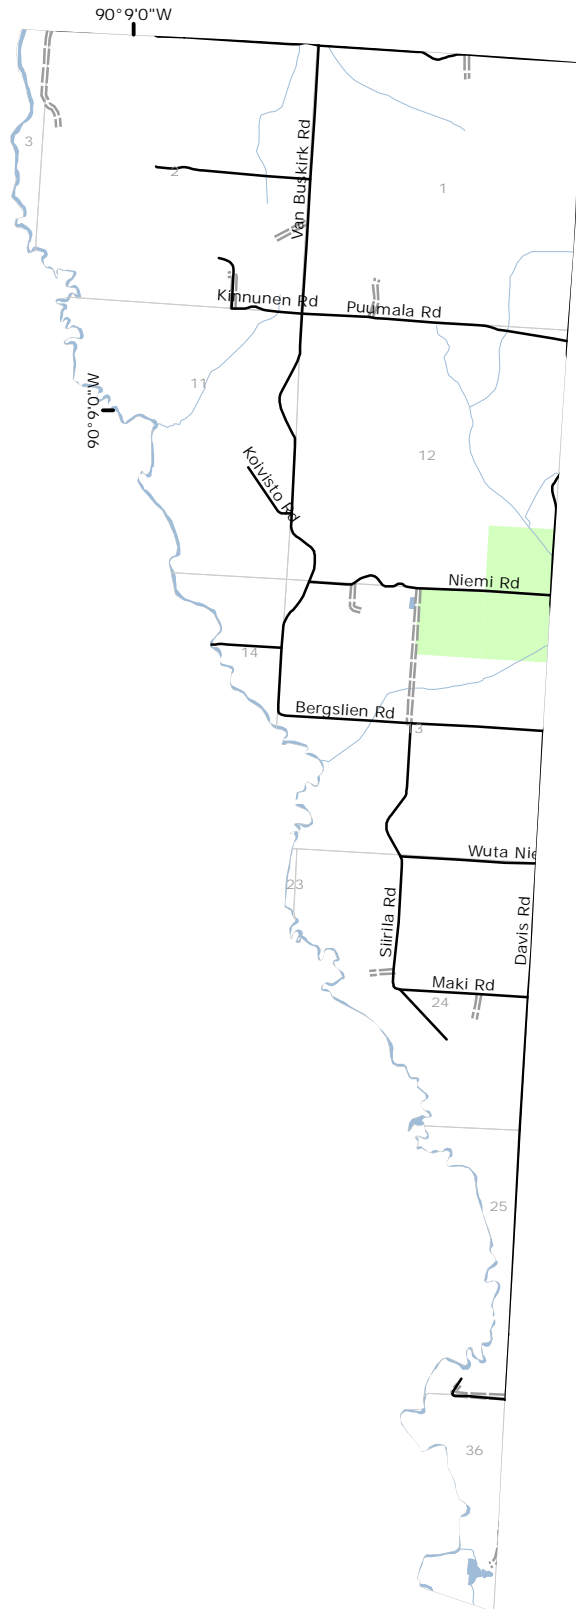 90°9'0"W
3
2
Van Buskirk Rd
1
Kinnunen Rd
Puumala Rd
11
90°9'0"W
12
Koivisto Rd
Niemi Rd
14
Bergslien Rd
13
Wuta Nie
23
Siirila Rd
Davis Rd
Maki Rd
24
25
36